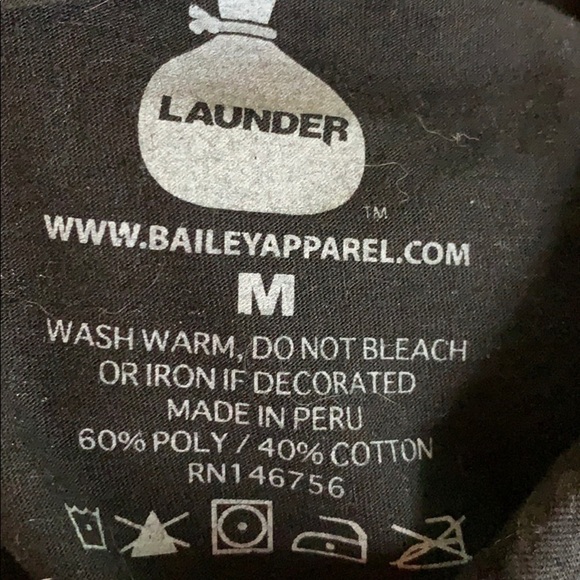 LAUNDER
TM
WWW.BAILEYAPPAREL.COM
M
WASH WARM, DO NOT BLEACH
OR IRON IF DECORATED
MADE IN PERU
60% POLY / 40% COTTON
RN146756